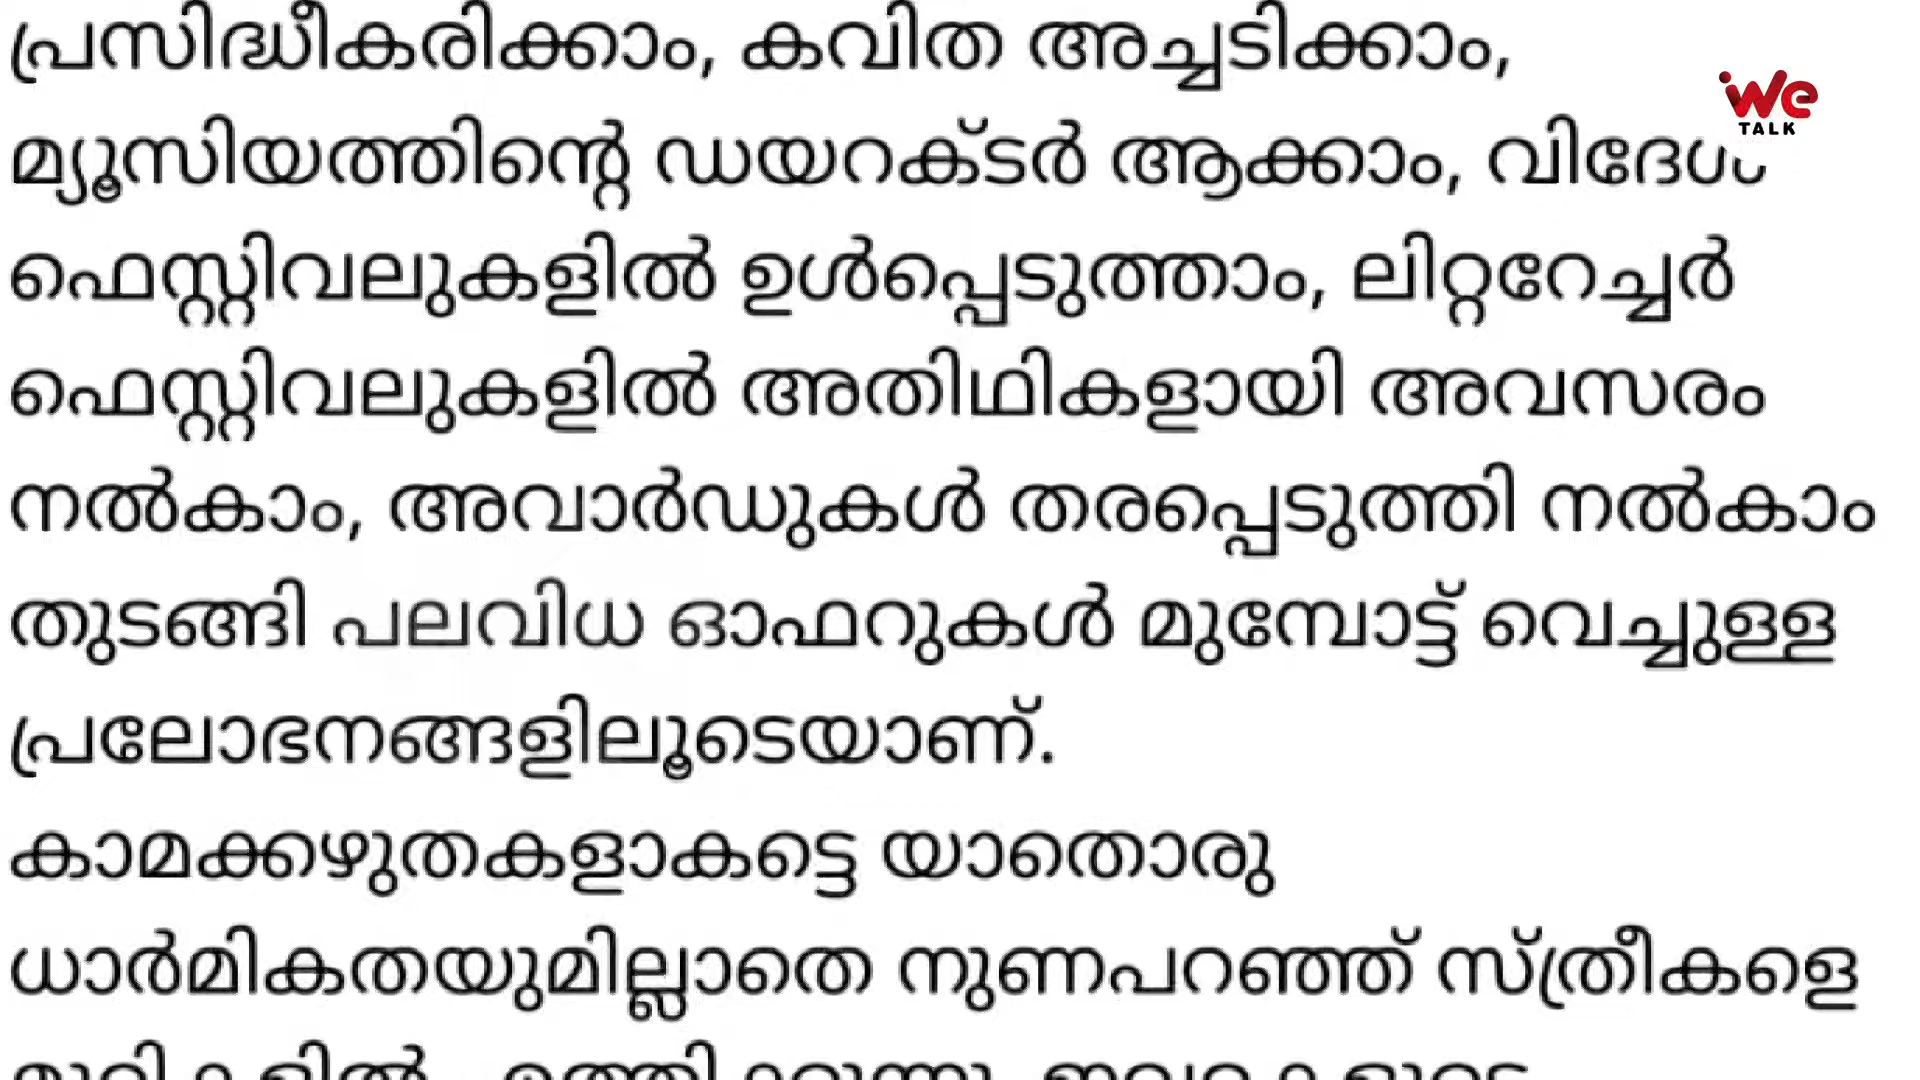 പ്രസിദ്ധീകരിക്കാം, കവിത അച്ചടിക്കാം,
iWe
TALK
മ്യൂസിയത്തിന്റെ ഡയറക്ടർ ആക്കാം, വിദേശ
ഫെസ്റ്റിവലുകളിൽ ഉൾപ്പെടുത്താം, ലിറ്ററേച്ചർ
ഫെസ്റ്റിവലുകളിൽ അതിഥികളായി അവസരം
നൽകാം, അവാർഡുകൾ തരപ്പെടുത്തി നൽകാം
തുടങ്ങി പലവിധ ഓഫറുകൾ മുമ്പോട്ട് വെച്ചുള്ള
പ്രലോഭനങ്ങളിലൂടെയാണ്.
കാമക്കഴുതകളാകട്ടെ യാതൊരു
ധാർമികതയുമില്ലാതെ നുണപറഞ്ഞ് സ്ത്രീകളെ